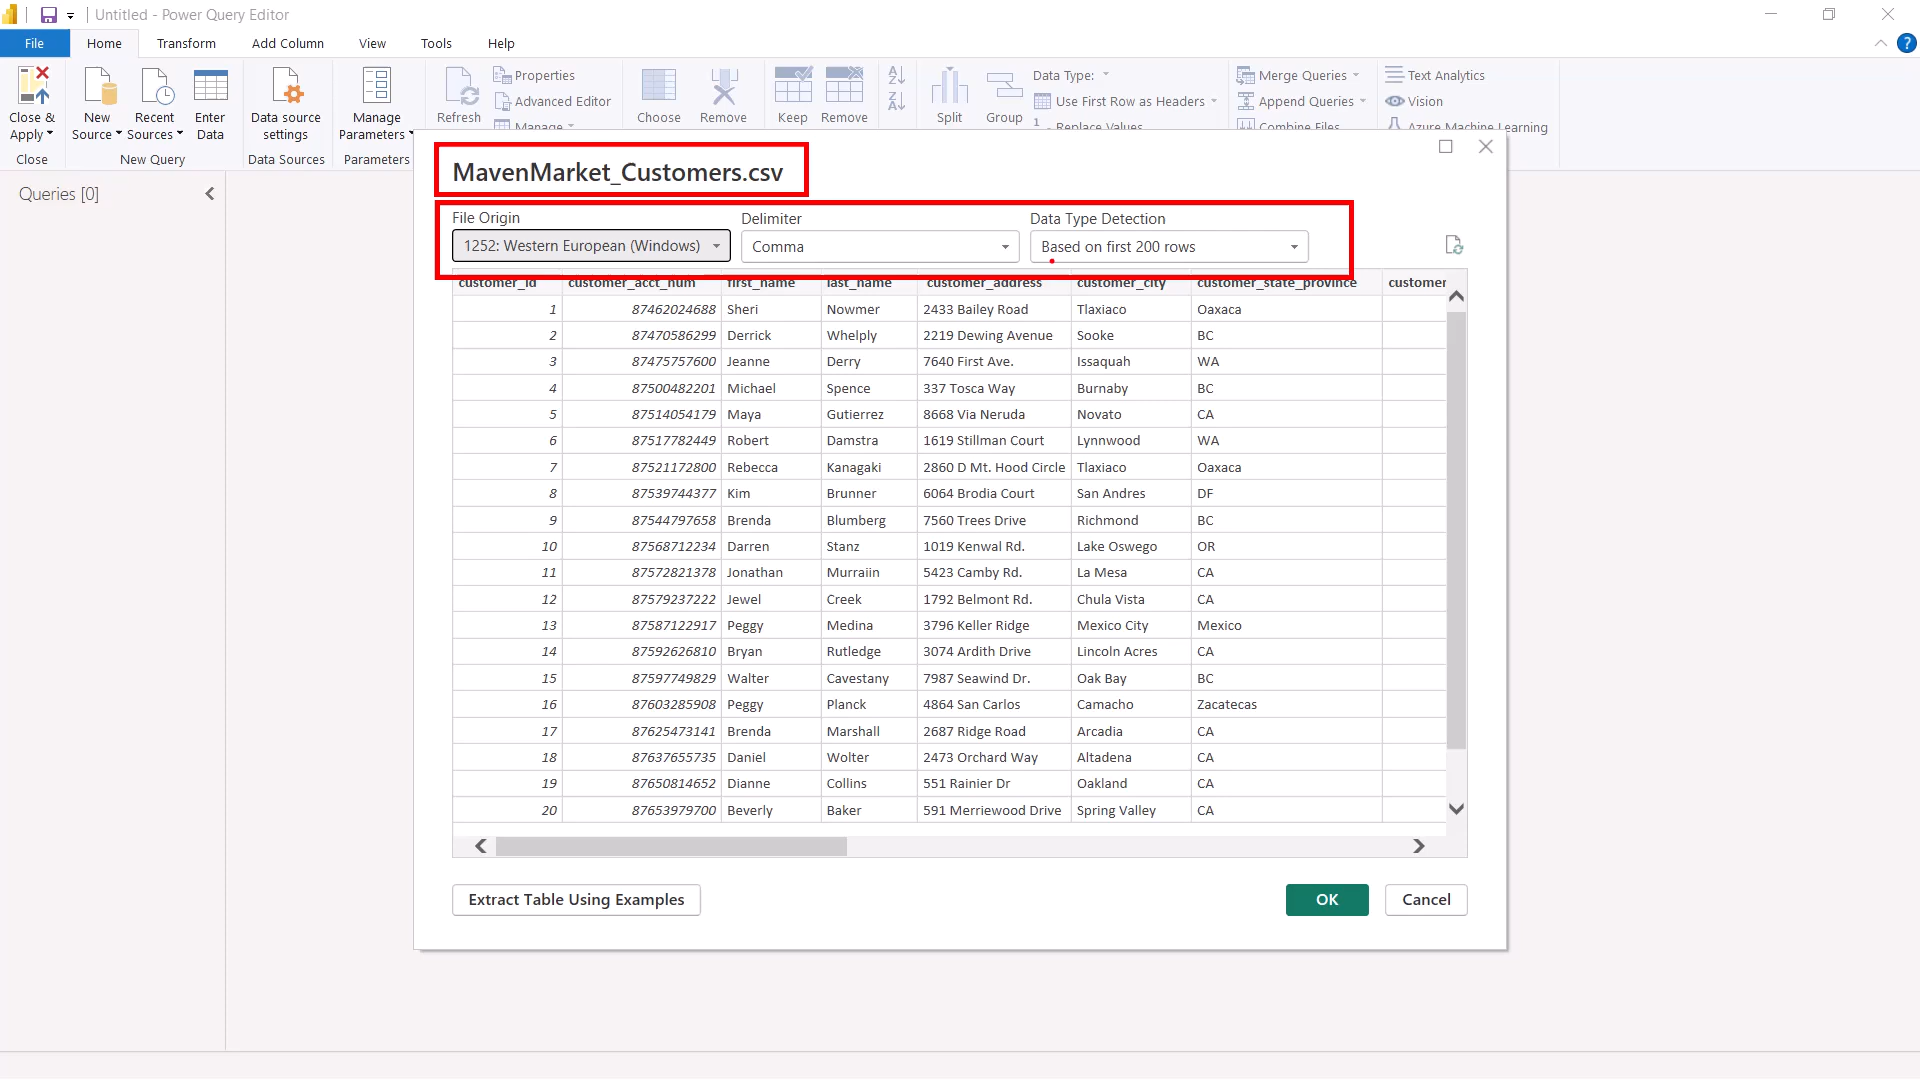 Untitled - Power Query Editor
File Home Transform Add Column View Tools Help
?
Close & Apply
Close
New Source
Recent Sources
Enter Data
New Query
Data source settings
Data Sources
Manage Parameters
Parameters
Refresh
Properties
Advanced Editor
Manage
Choose
Remove
Keep
Remove
Split
Group
Data Type:
Use First Row as Headers
Replace Values
Merge Queries
Append Queries
Combine Files
Text Analytics
Vision
Azure Machine Learning
Queries [0]
MavenMarket_Customers.csv
File Origin Delimiter Data Type Detection
1252: Western European (Windows) Comma Based on first 200 rows
customer_id customer_acct_num first_name last_name customer_address customer_city customer_state_province customer
1 87462024688 Sheri Nowmer 2433 Bailey Road Tlaxiaco Oaxaca
2 87470586299 Derrick Whelply 2219 Dewing Avenue Sooke BC
3 87475757600 Jeanne Derry 7640 First Ave. Issaquah WA
4 87500482201 Michael Spence 337 Tosca Way Burnaby BC
5 87514054179 Maya Gutierrez 8668 Via Neruda Novato CA
6 87517782449 Robert Damstra 1619 Stillman Court Lynnwood WA
7 87521172800 Rebecca Kanagaki 2860 D Mt. Hood Circle Tlaxiaco Oaxaca
8 87539744377 Kim Brunner 6064 Brodia Court San Andres DF
9 87544797658 Brenda Blumberg 7560 Trees Drive Richmond BC
10 87568712234 Darren Stanz 1019 Kenwal Rd. Lake Oswego OR
11 87572821378 Jonathan Murraiin 5423 Camby Rd. La Mesa CA
12 87579237222 Jewel Creek 1792 Belmont Rd. Chula Vista CA
13 87587122917 Peggy Medina 3796 Keller Ridge Mexico City Mexico
14 87592626810 Bryan Rutledge 3074 Ardith Drive Lincoln Acres CA
15 87597749829 Walter Cavestany 7987 Seawind Dr. Oak Bay BC
16 87603285908 Peggy Planck 4864 San Carlos Camacho Zacatecas
17 87625473141 Brenda Marshall 2687 Ridge Road Arcadia CA
18 87637655735 Daniel Wolter 2473 Orchard Way Altadena CA
19 87650814652 Dianne Collins 551 Rainier Dr Oakland CA
20 87653979700 Beverly Baker 591 Merriewood Drive Spring Valley CA
Extract Table Using Examples OK Cancel